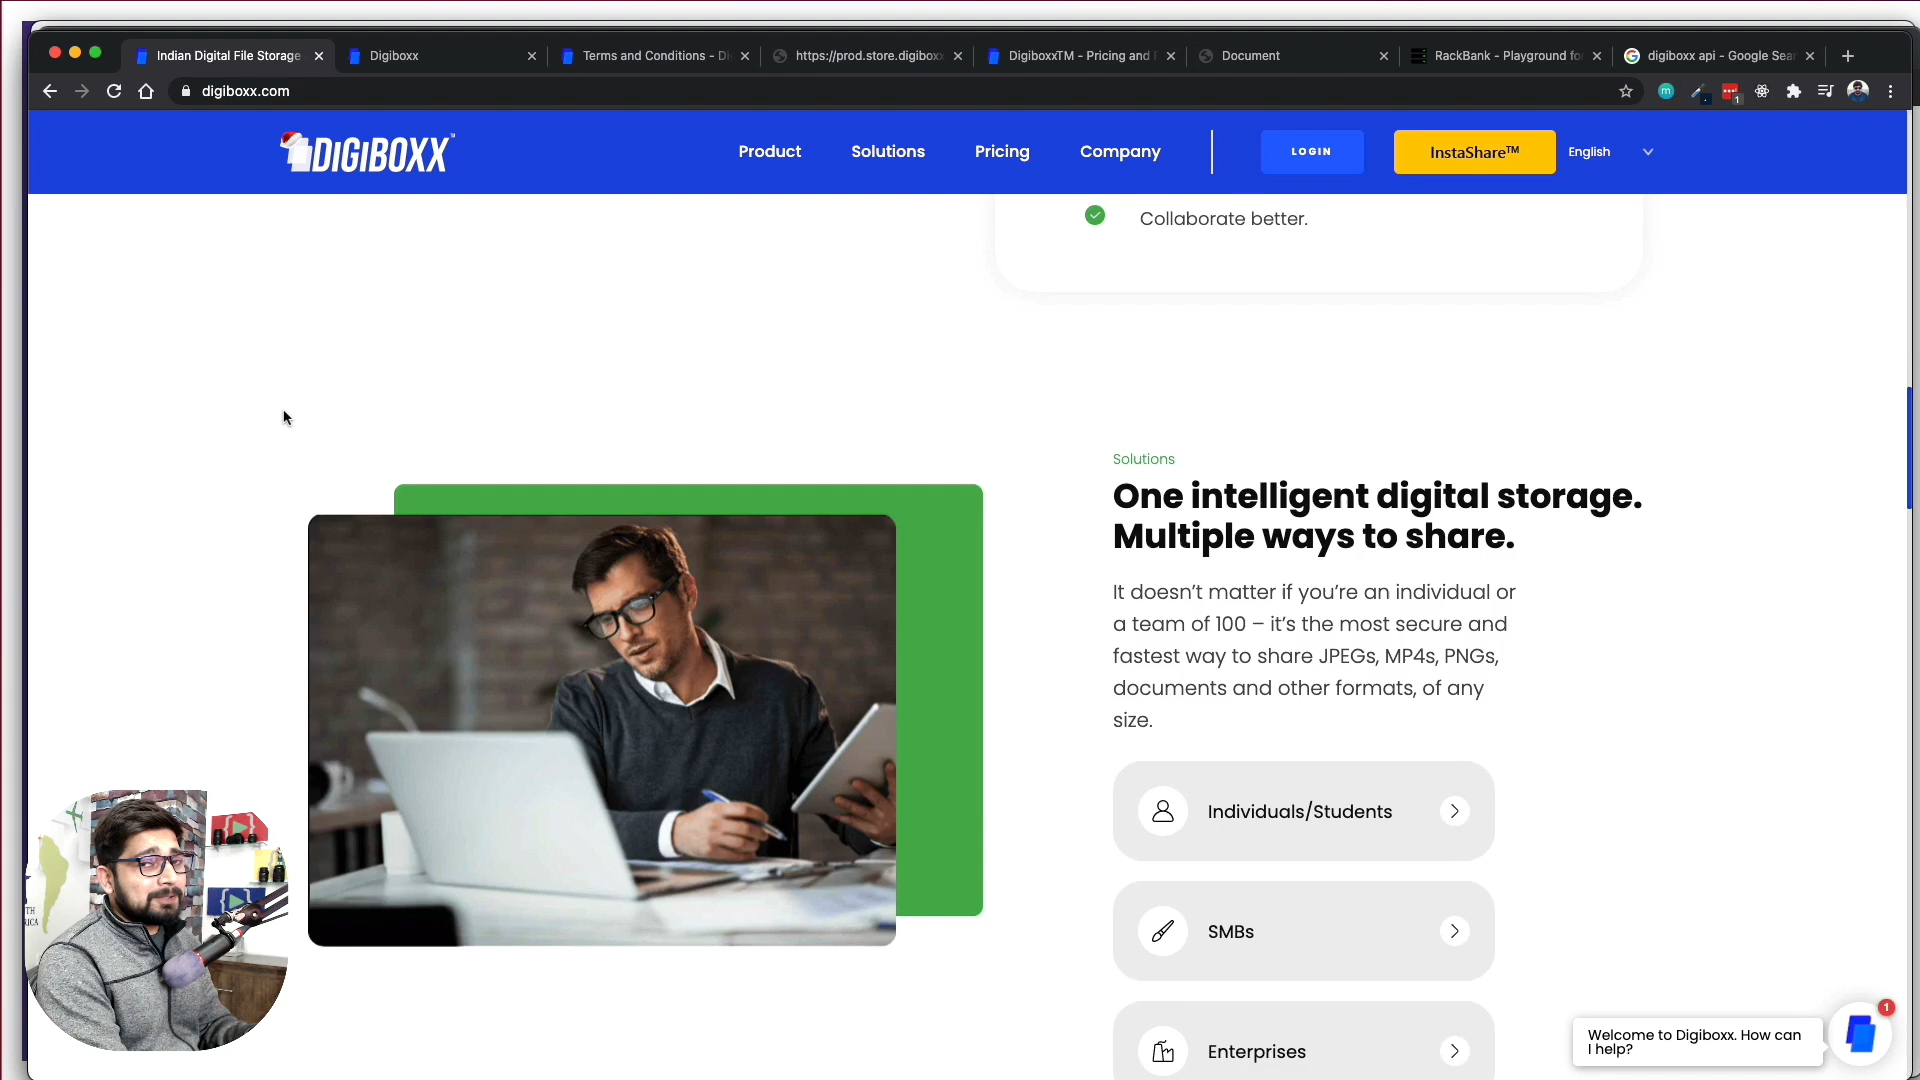 Indian Digital File Storage
Digiboxx
Terms and Conditions - Di
https://prod.store.digiboxx
DigiboxxTM - Pricing and F
Document
RackBank - Playground fo
digiboxx api - Google Sear
digiboxx.com
m
1
DIGIBOXX™
Product
Solutions
Pricing
Company
LOGIN
InstaShare™
English
Collaborate better.
Solutions
One intelligent digital storage.
Multiple ways to share.
It doesn’t matter if you’re an individual or
a team of 100 – it’s the most secure and
fastest way to share JPEGs, MP4s, PNGs,
documents and other formats, of any
size.
Individuals/Students
SMBs
Enterprises
1
Welcome to Digiboxx. How can
I help?